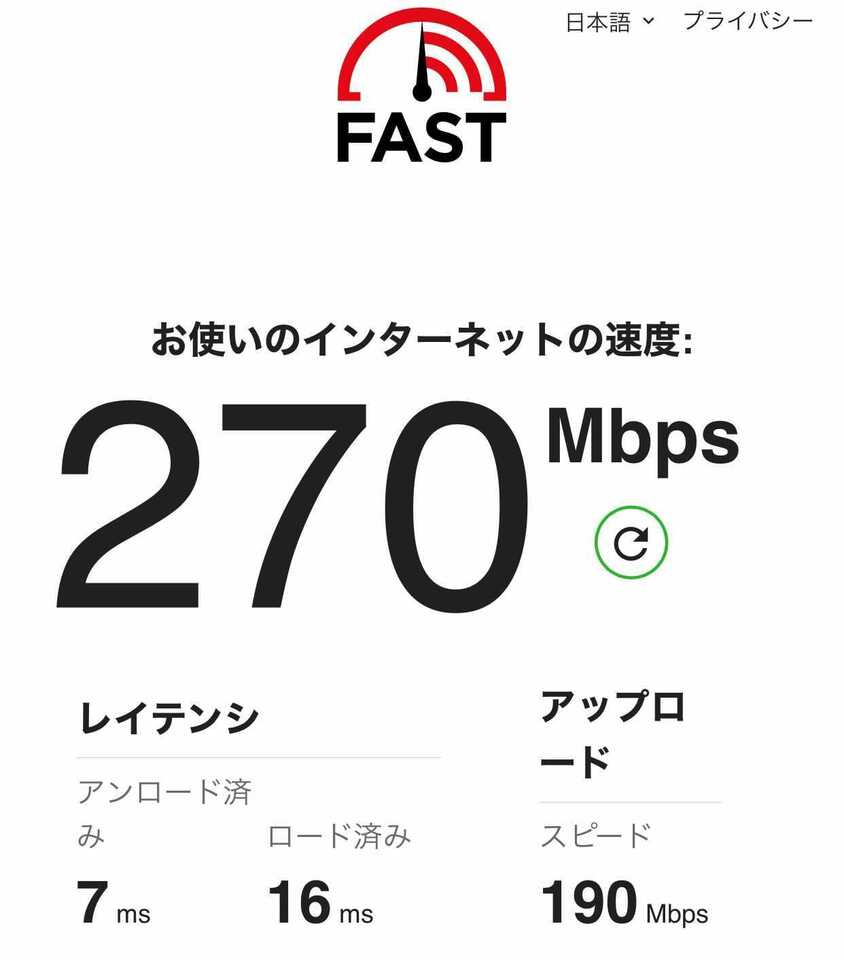 日本語 プライバシー
FAST
お使いのインターネットの速度:
270 Mbps
レイテンシ
アップロ
ード
アンロード済
み
ロード済み
スピード
7 ms
16 ms
190 Mbps